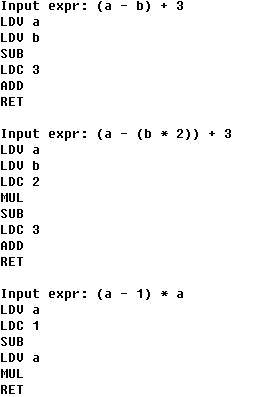 Input expr: (a - b) + 3
LDV a
LDV b
SUB
LDC 3
ADD
RET
Input expr: (a - (b * 2)) + 3
LDV a
LDV b
LDC 2
MUL
SUB
LDC 3
ADD
RET
Input expr: (a - 1) * a
LDV a
LDC 1
SUB
LDV a
MUL
RET